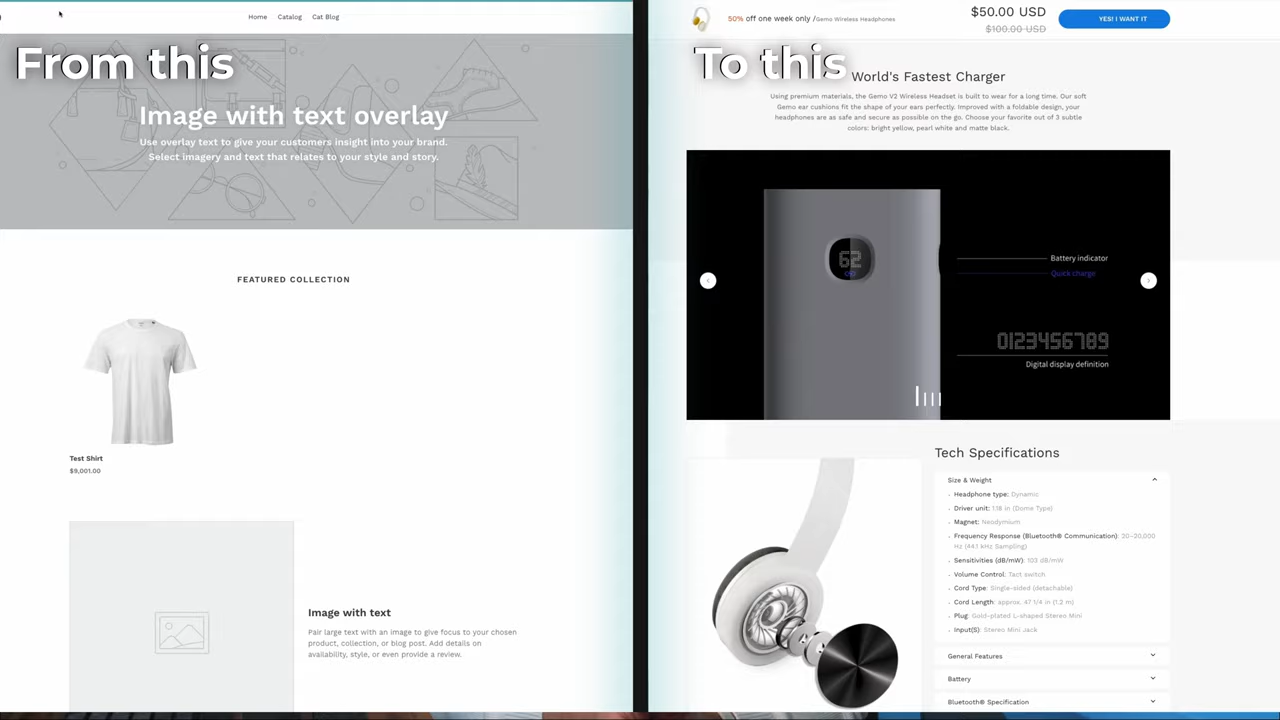 Home Catalog Cat Blog
From this
Image with text overlay
Use overlay text to give your customers insight into your brand.
Select imagery and text that relates to your style and story.
FEATURED COLLECTION
Test Shirt
$9,001.00
Image with text
Pair large text with an image to give focus to your chosen
product, collection, or blog post. Add details on
availability, style, or even provide a review.
50% off one week only /Gemo Wireless Headphones
$50.00 USD
$100.00 USD
YES! I WANT IT
To this
World's Fastest Charger
Using premium materials, the Gemo V2 Wireless Headset is built to wear for a long time. Our soft
Gemo ear cushions fit the shape of your ears perfectly. Improved with a foldable design, your
headphones are as safe and secure as possible on the go. Choose your favorite out of 3 subtle
colors: bright yellow, pearl white and matte black.
62
Battery indicator
Quick charge
0123456789
Digital display definition
Tech Specifications
Size & Weight
Headphone type: Dynamic
Driver unit: 1.18 in (Dome Type)
Magnet: Neodymium
Frequency Response (Bluetooth® Communication): 20–20,000
Hz (44.1 kHz Sampling)
Sensitivities (dB/mW): 103 dB/mW
Volume Control: Tact switch
Cord Type: Single-sided (detachable)
Cord Length: approx. 47 1/4 in (1.2 m)
Plug: Gold-plated L-shaped Stereo Mini
Input(S): Stereo Mini Jack
General Features
Battery
Bluetooth® Specification